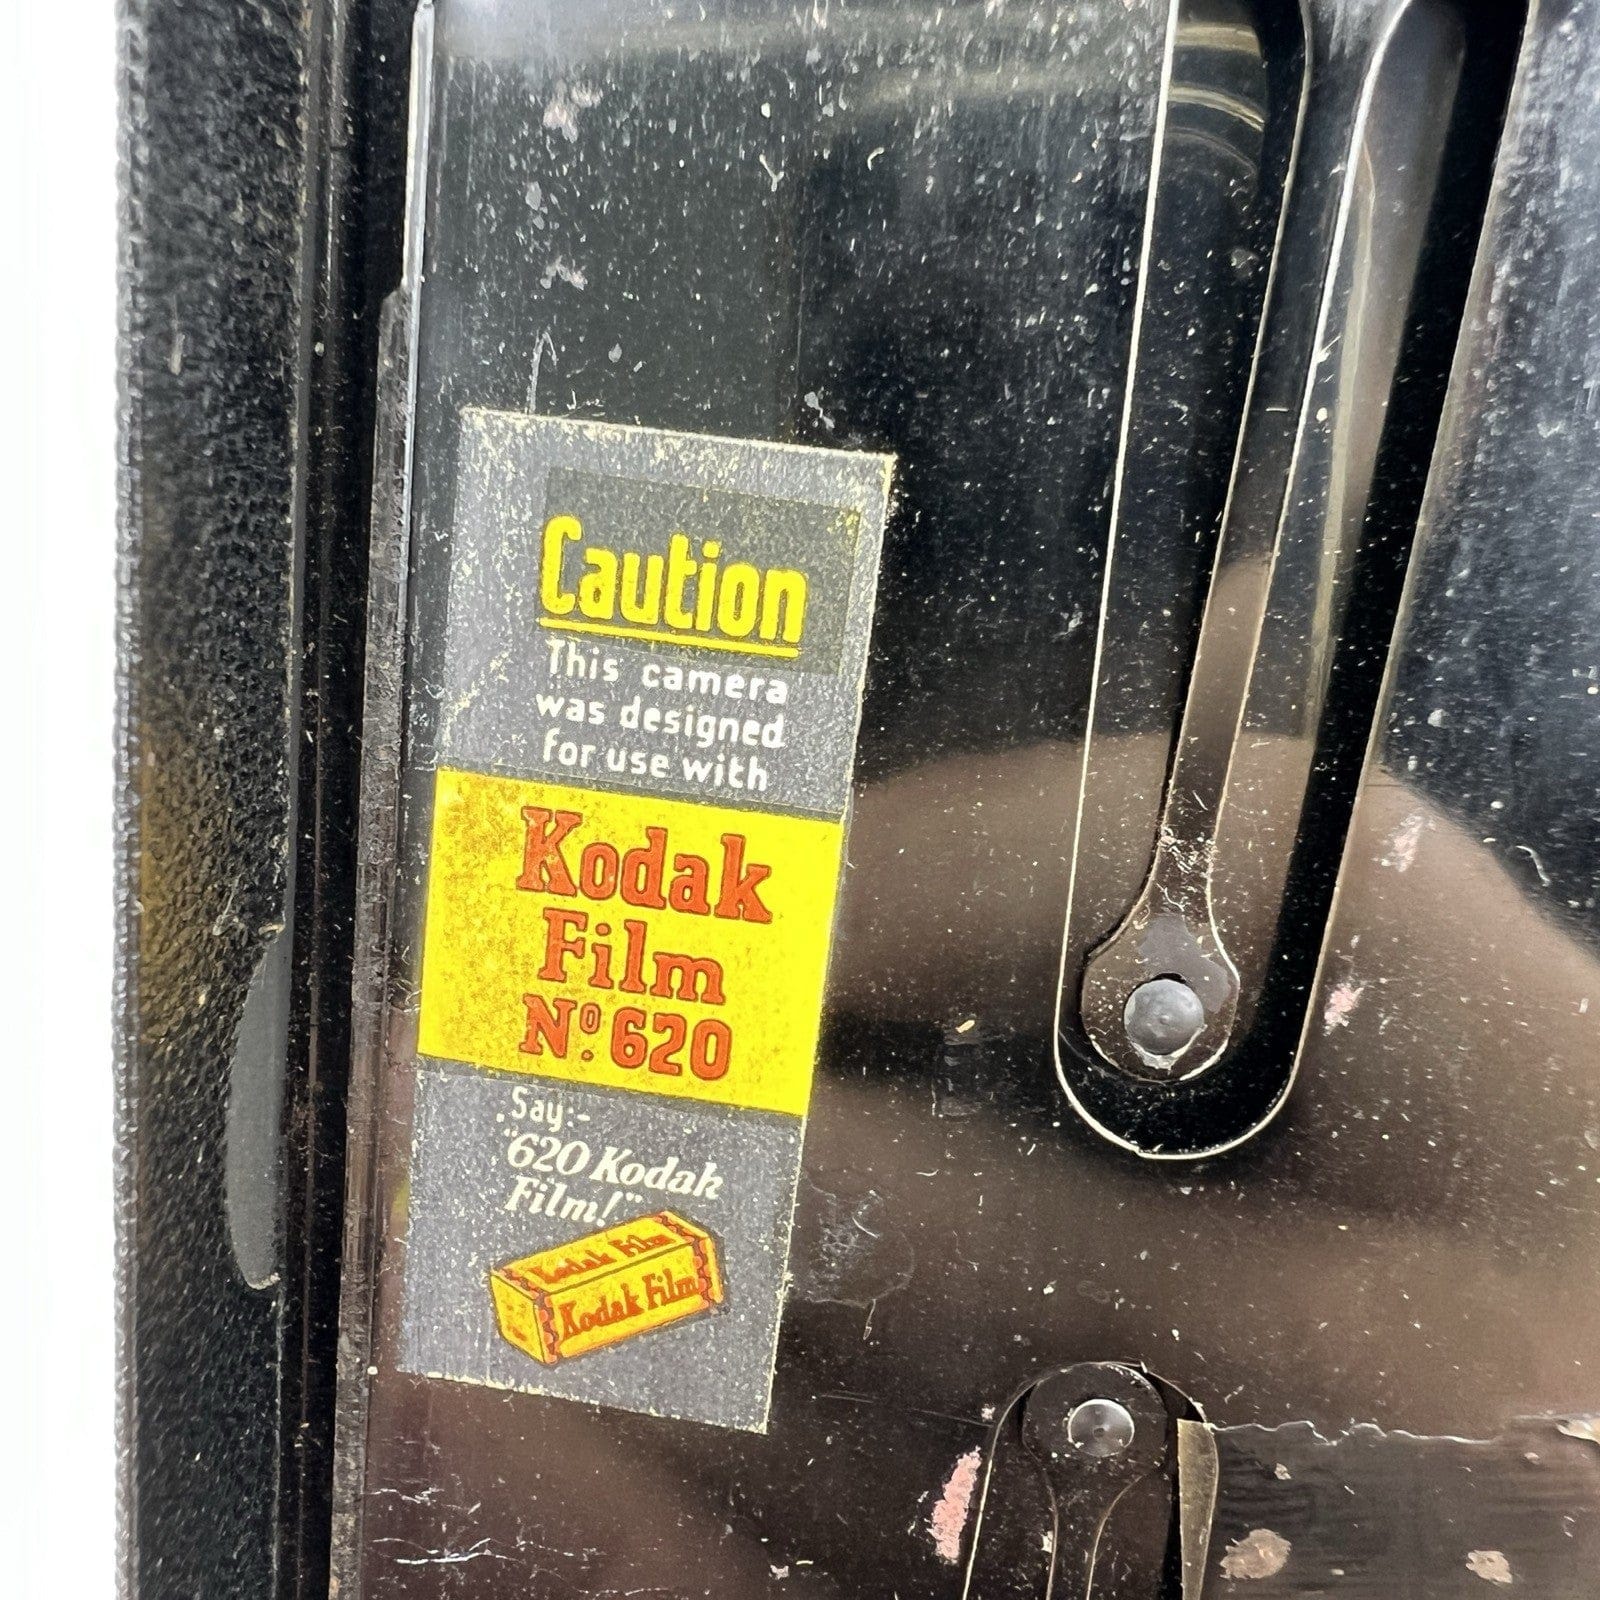 Caution
This camera
was designed
for use with
Kodak
Film
Nº. 620
Say:-
"620 Kodak
Film!"
Kodak Film
Kodak Film